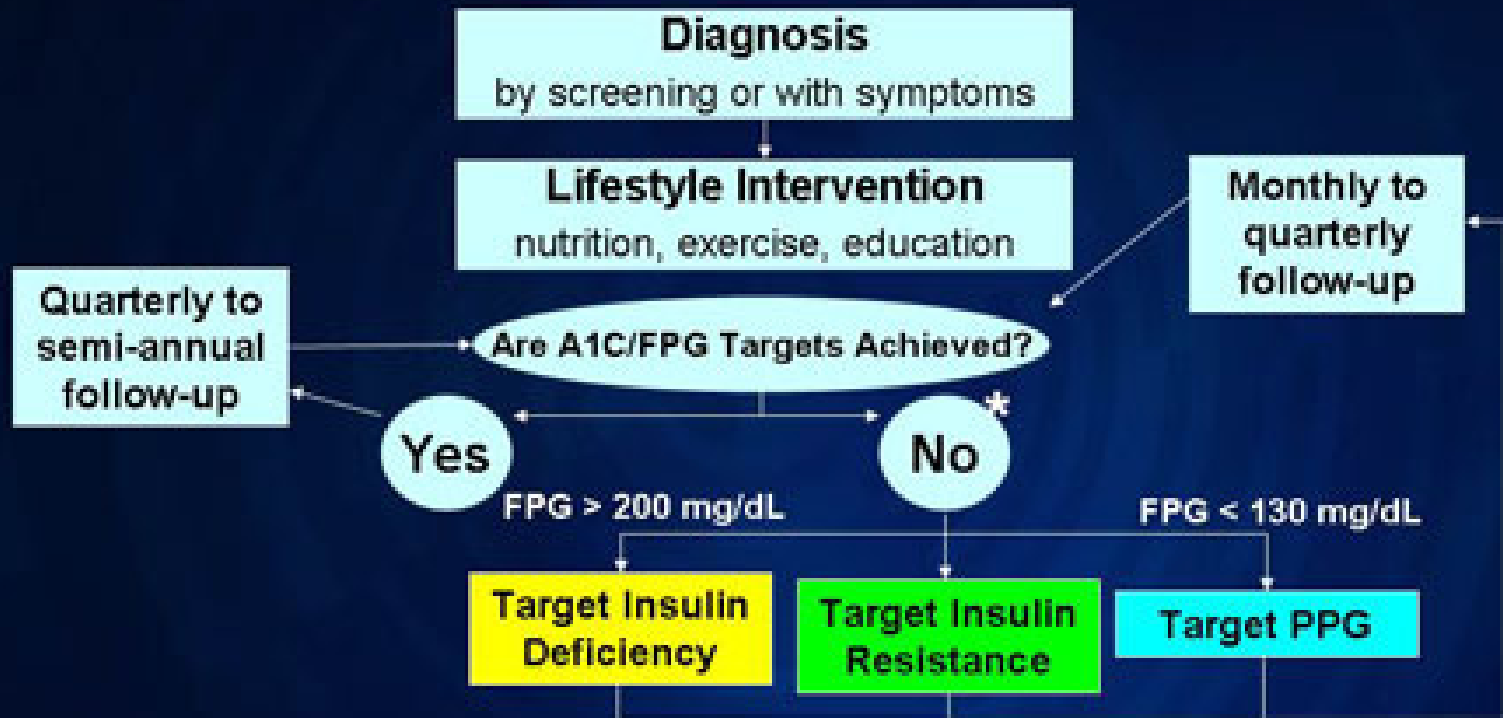 Diagnosis
by screening or with symptoms
Lifestyle Intervention
nutrition, exercise, education
Monthly to
quarterly
follow-up
Quarterly to
semi-annual
follow-up
Are A1C/FPG Targets Achieved?
Yes
No
*
FPG > 200 mg/dL
FPG < 130 mg/dL
Target Insulin
Deficiency
Target Insulin
Resistance
Target PPG